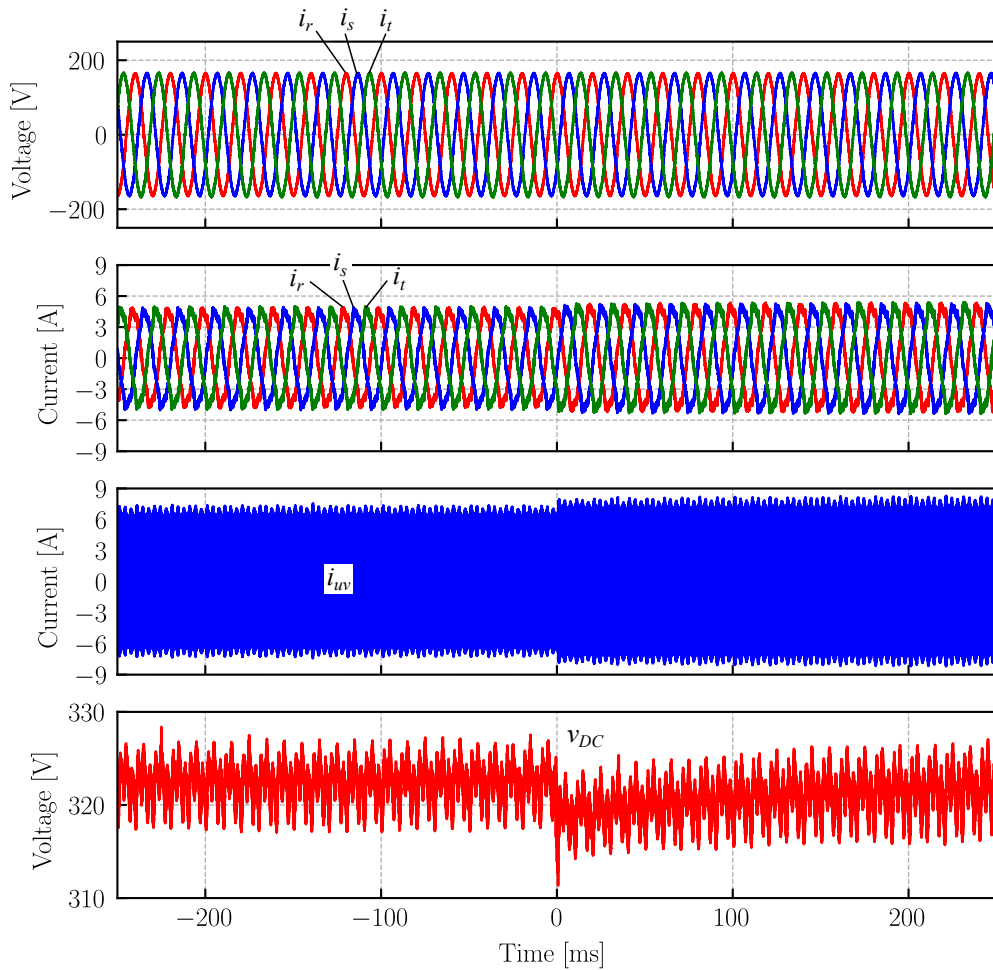 i_r i_s i_t
Voltage [V]
200
0
−200
i_r i_s i_t
Current [A]
9
6
3
0
−3
−6
−9
Current [A]
9
6
3
0
−3
−6
−9
i_uv
Voltage [V]
330
320
310
v_DC
−200 −100 0 100 200
Time [ms]